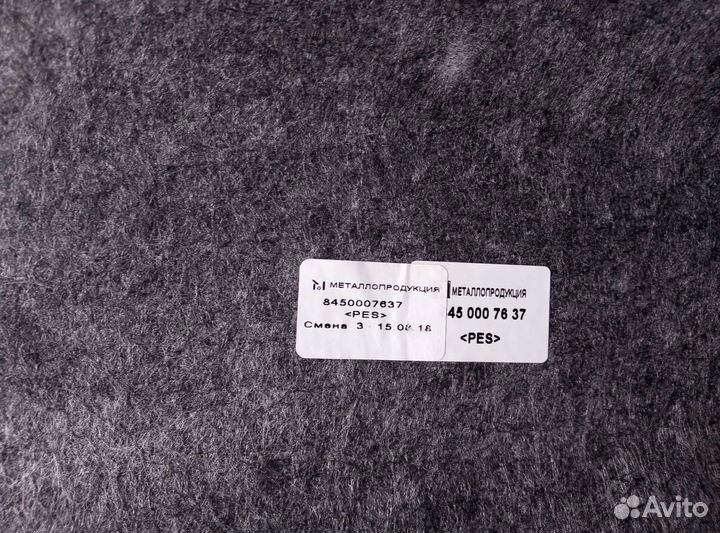 МЕТАЛЛОПРОДУКЦИЯ
8450007637
<PES>
Смена 3 15.08.18
МЕТАЛЛОПРОДУКЦИЯ
45 000 76 37
<PES>
Avito